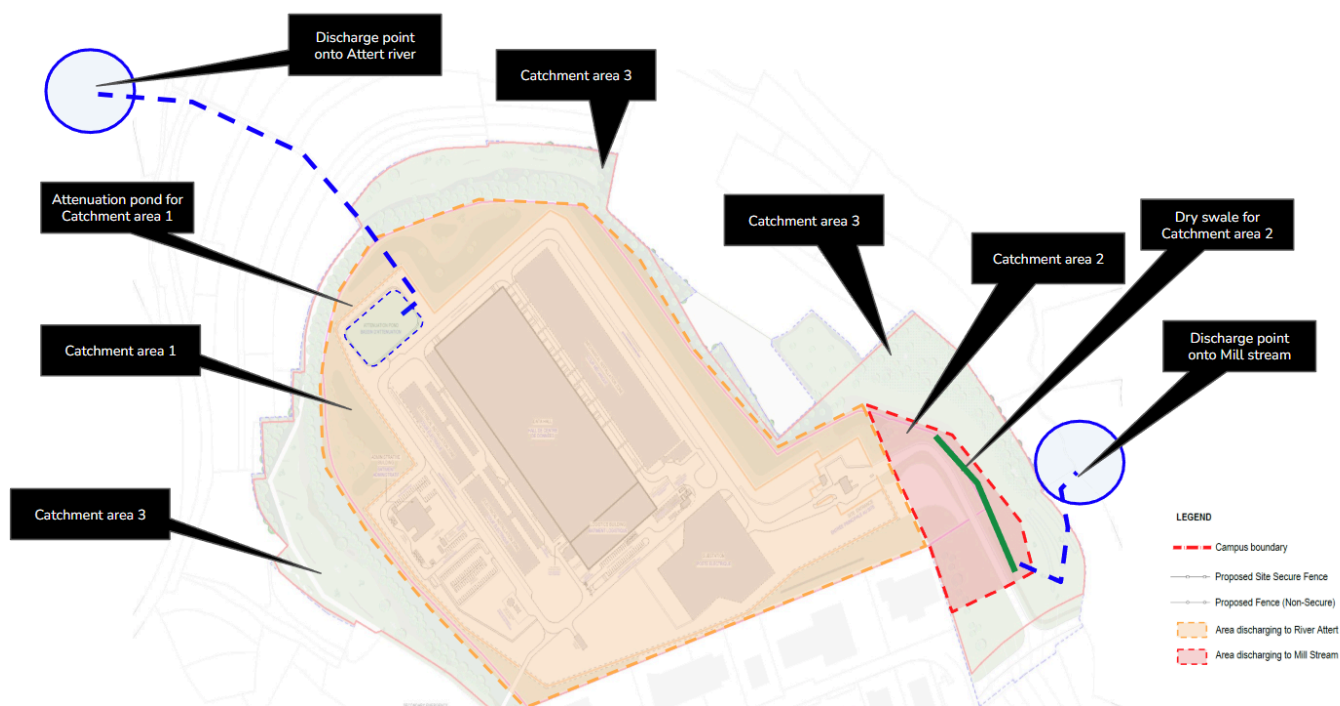 Discharge point
onto Attert river
Catchment area 3
Attenuation pond for
Catchment area 1
Catchment area 3
Dry swale for
Catchment area 2
Catchment area 2
Catchment area 1
Discharge point
onto Mill stream
Catchment area 3
LEGEND
Campus boundary
Proposed Site Secure Fence
Proposed Fence (Non-Secure)
Area discharging to River Attert
Area discharging to Mill Stream